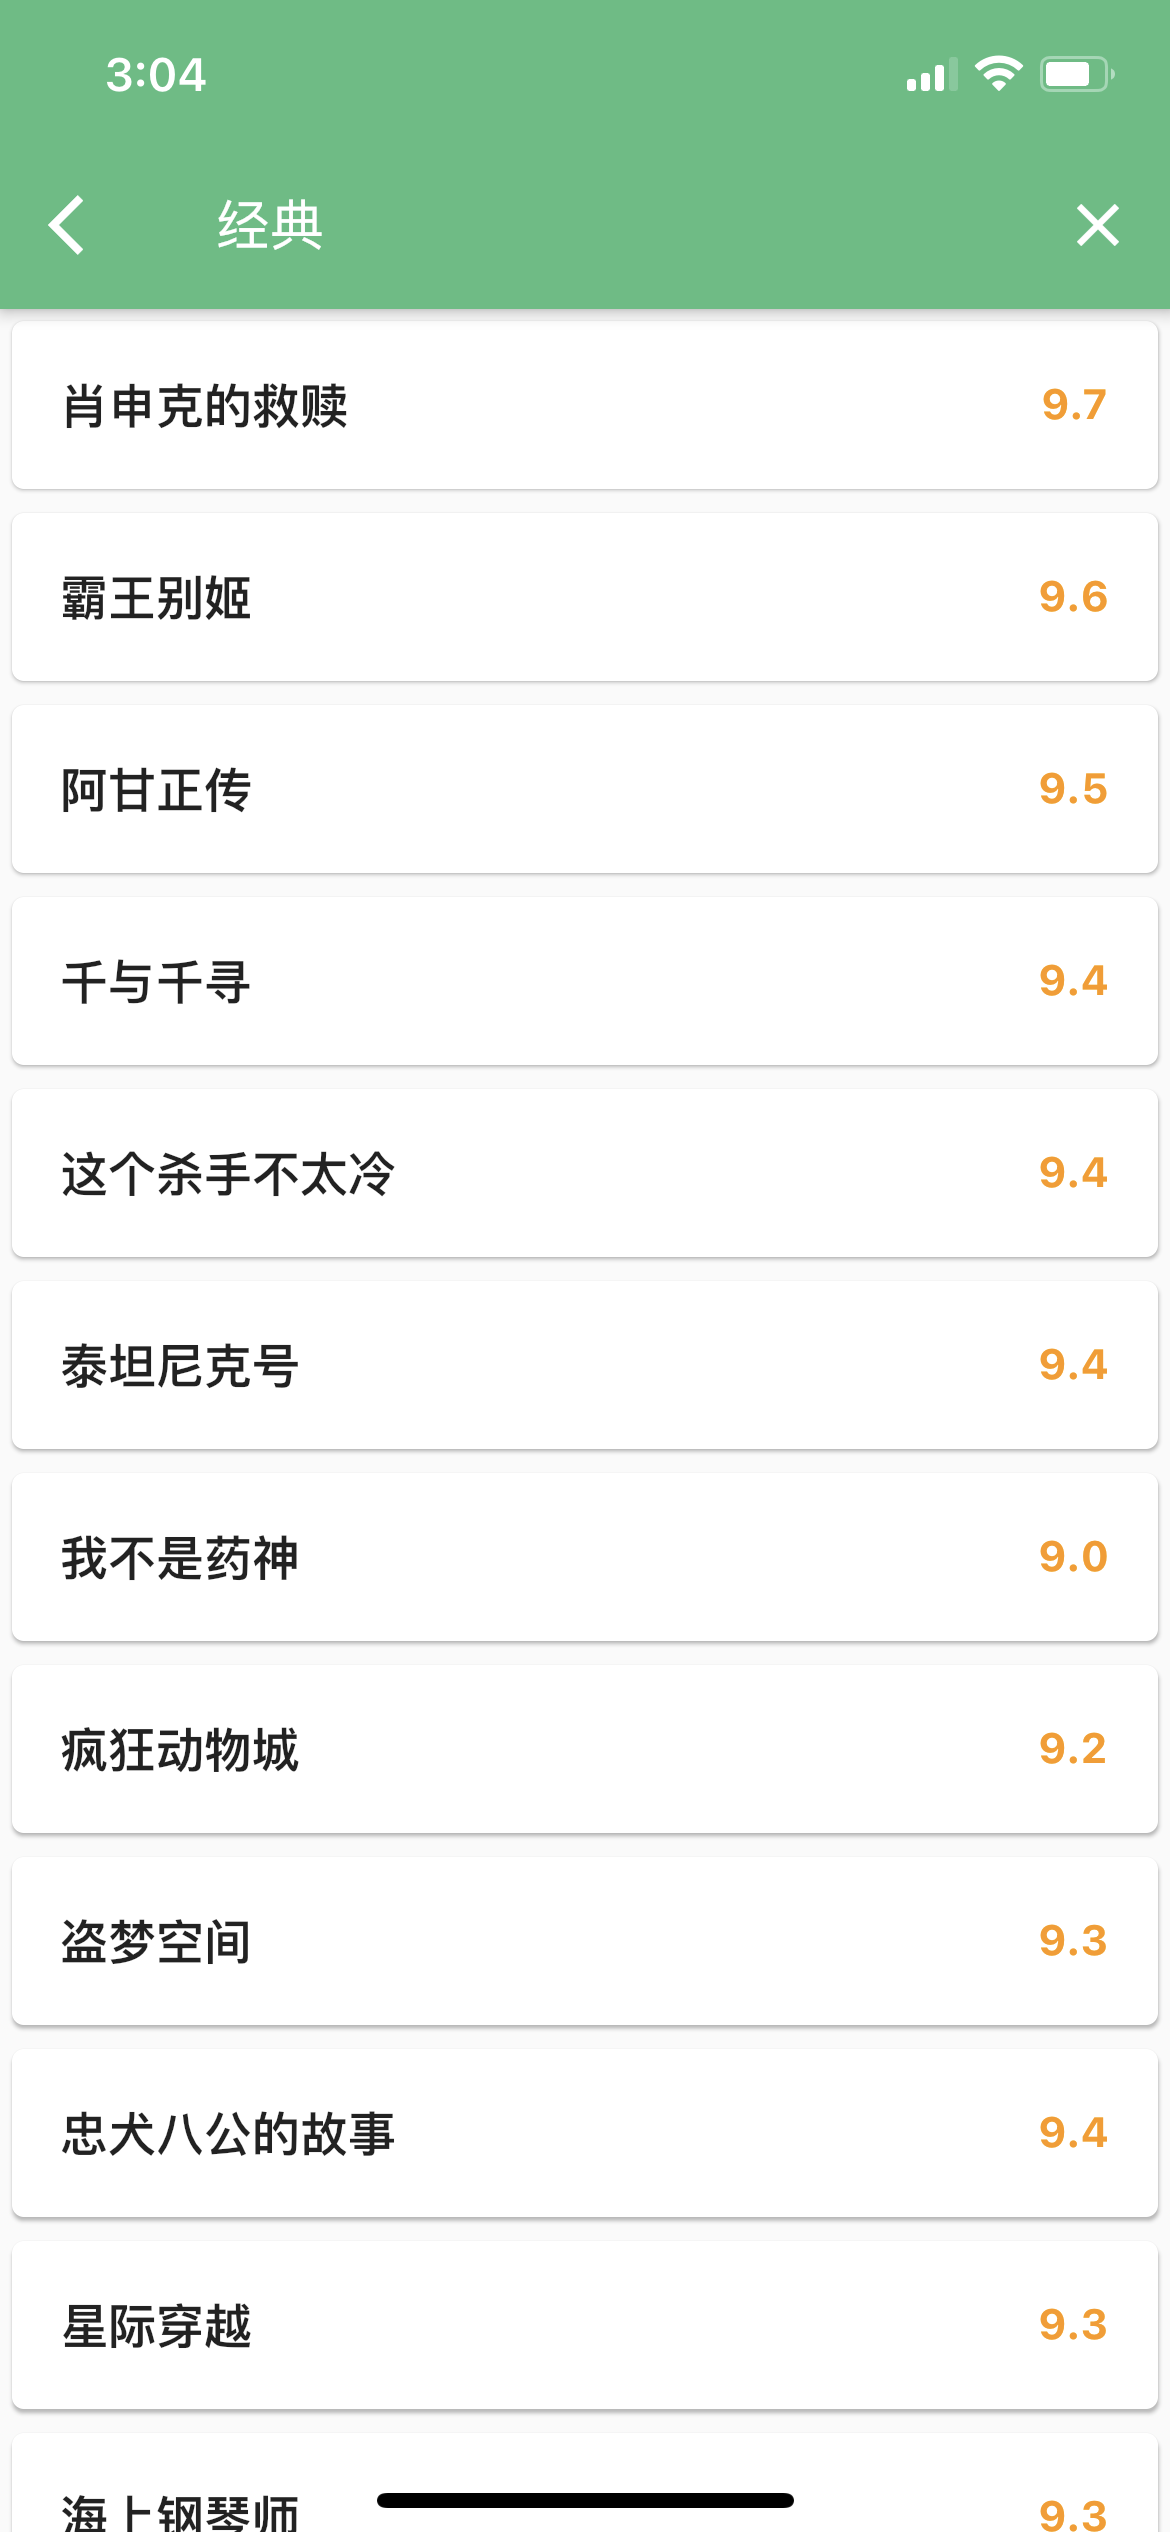 3:04
经典
肖申克的救赎 9.7
霸王别姬 9.6
阿甘正传 9.5
千与千寻 9.4
这个杀手不太冷 9.4
泰坦尼克号 9.4
我不是药神 9.0
疯狂动物城 9.2
盗梦空间 9.3
忠犬八公的故事 9.4
星际穿越 9.3
海上钢琴师 9.3